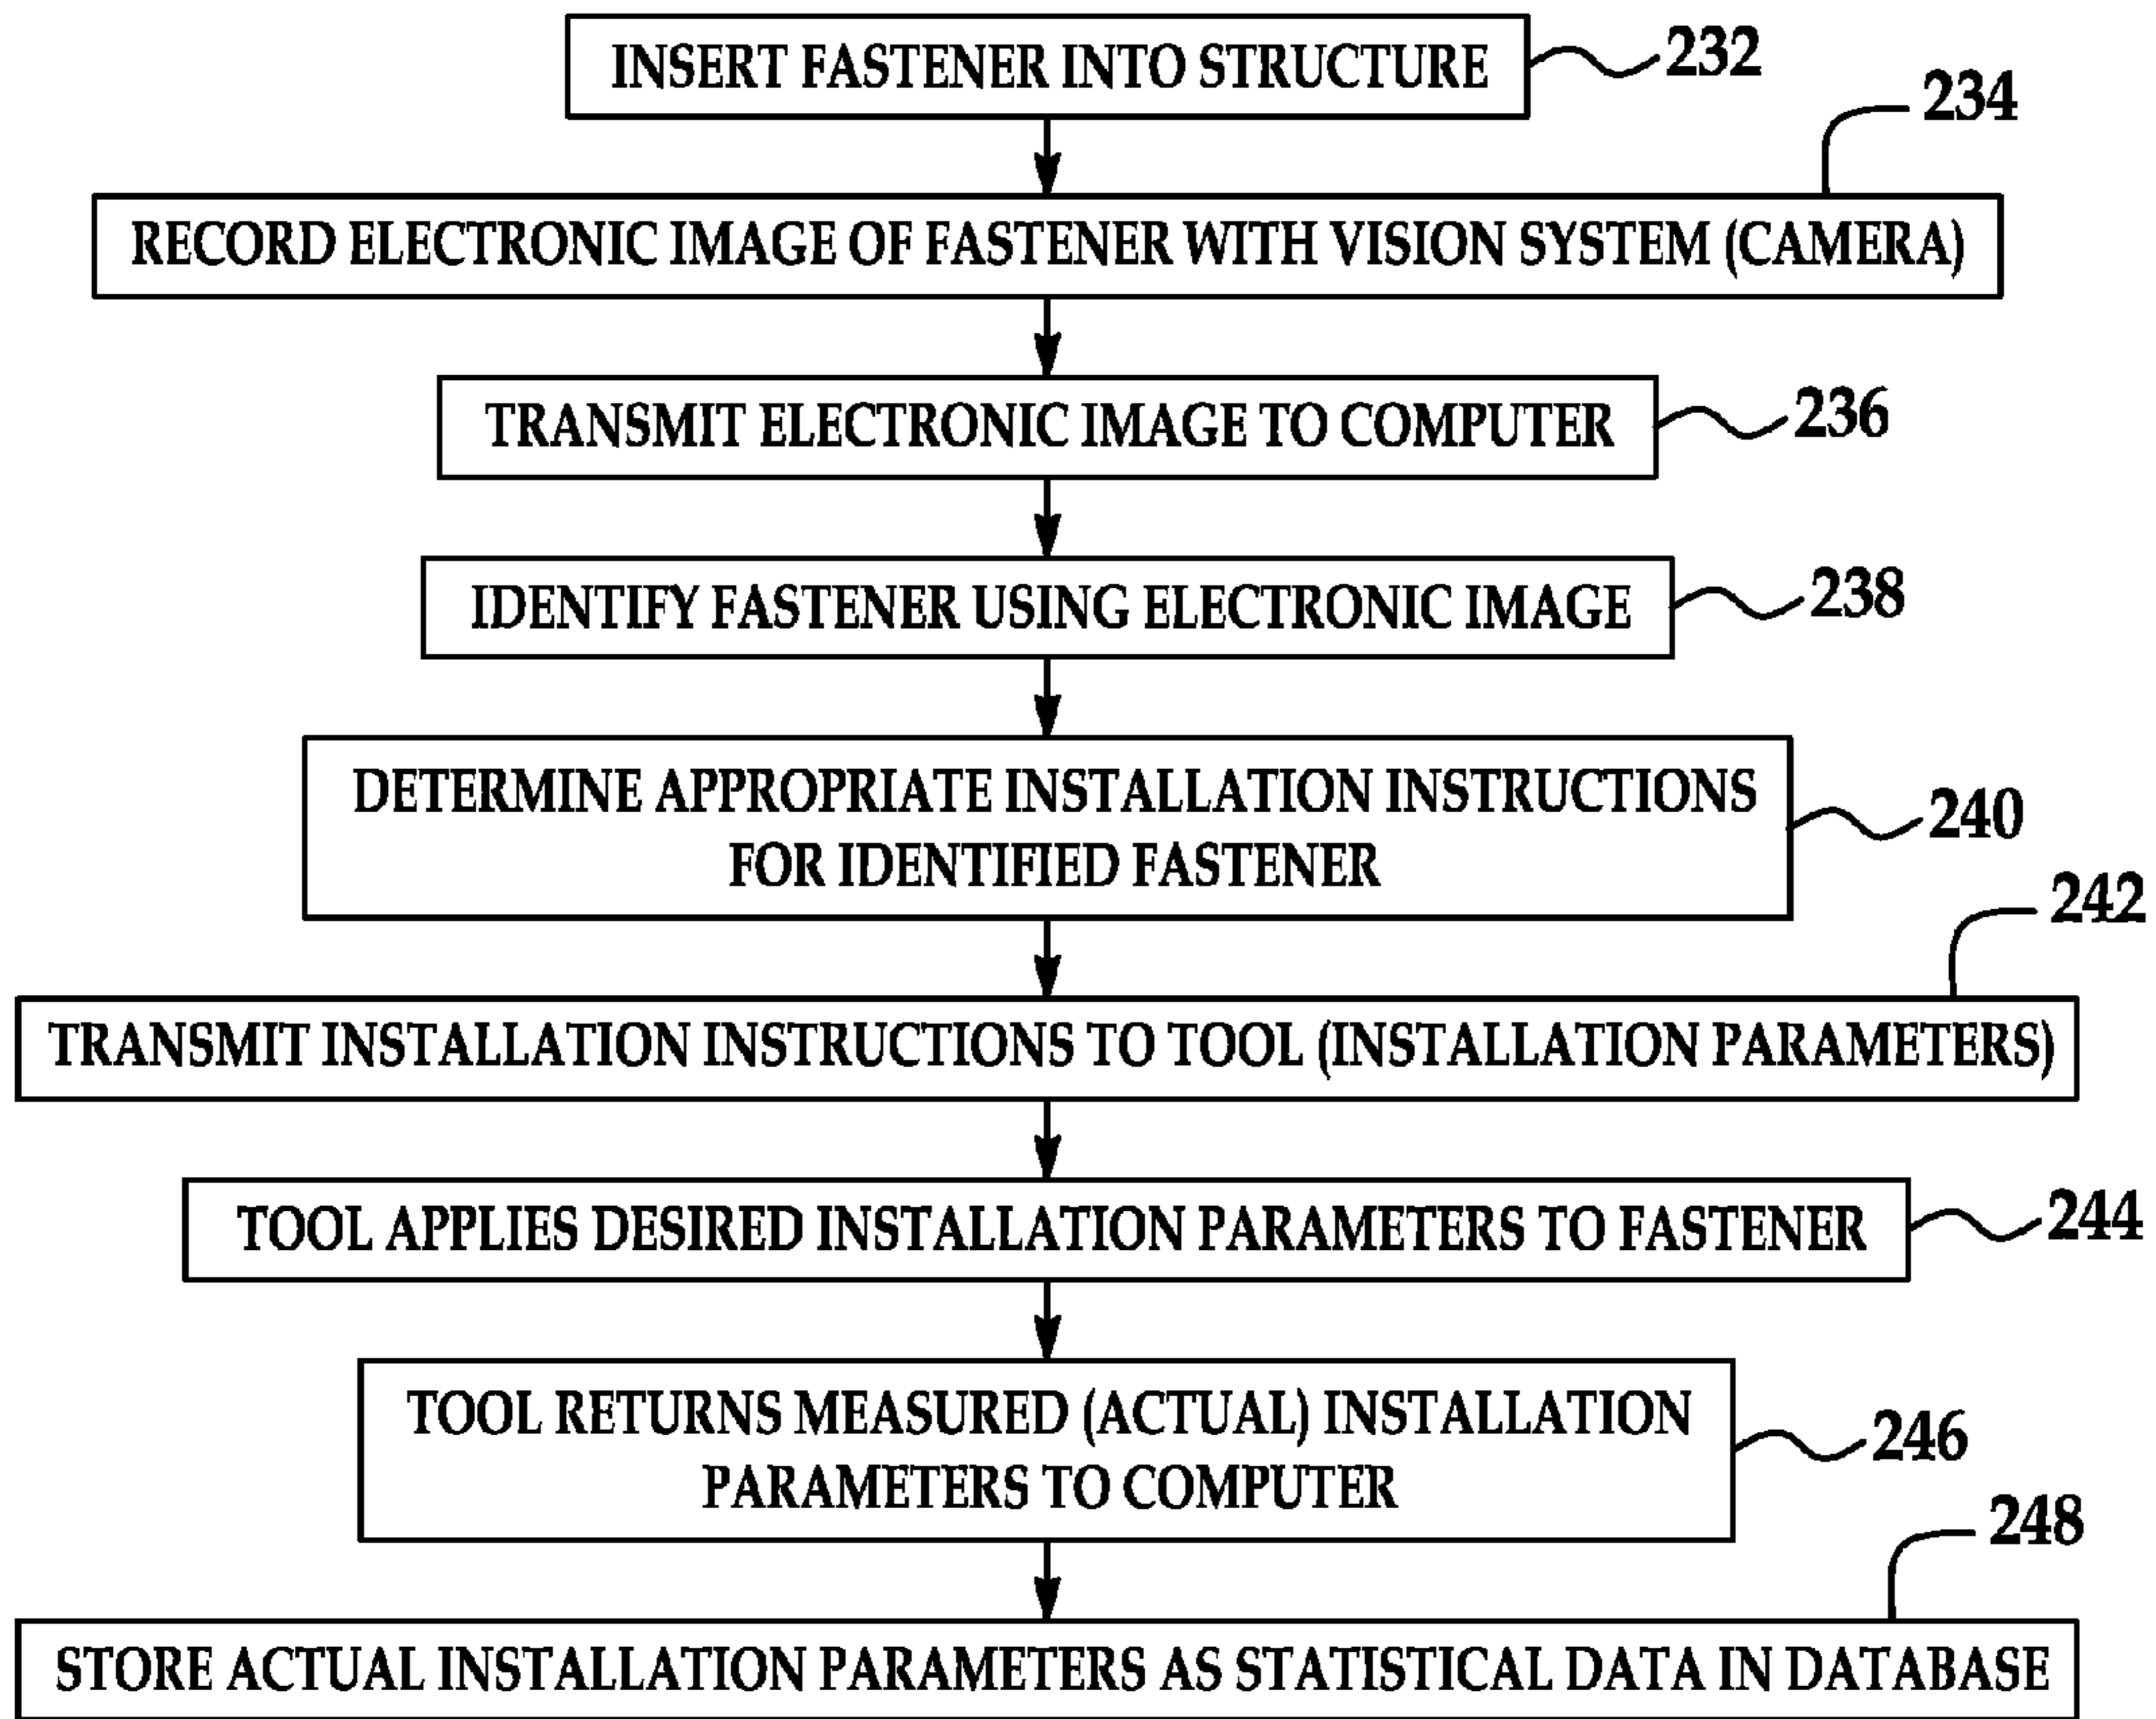 INSERT FASTENER INTO STRUCTURE
232
234
RECORD ELECTRONIC IMAGE OF FASTENER WITH VISION SYSTEM (CAMERA)
TRANSMIT ELECTRONIC IMAGE TO COMPUTER
236
IDENTIFY FASTENER USING ELECTRONIC IMAGE
238
DETERMINE APPROPRIATE INSTALLATION INSTRUCTIONS
FOR IDENTIFIED FASTENER
240
242
TRANSMIT INSTALLATION INSTRUCTIONS TO TOOL (INSTALLATION PARAMETERS)
TOOL APPLIES DESIRED INSTALLATION PARAMETERS TO FASTENER
244
TOOL RETURNS MEASURED (ACTUAL) INSTALLATION
PARAMETERS TO COMPUTER
246
248
STORE ACTUAL INSTALLATION PARAMETERS AS STATISTICAL DATA IN DATABASE